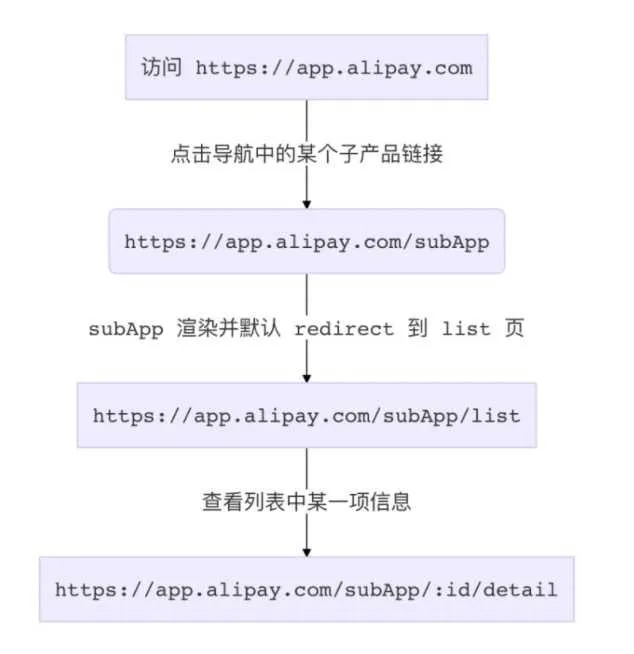 访问 https://app.alipay.com
点击导航中的某个子产品链接
https://app.alipay.com/subApp
subApp 渲染并默认 redirect 到 list 页
https://app.alipay.com/subApp/list
查看列表中某一项信息
https://app.alipay.com/subApp/:id/detail